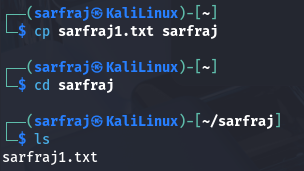 ┌──(sarfraj㉿KaliLinux)-[~]
└─$ cp sarfraj1.txt sarfraj
┌──(sarfraj㉿KaliLinux)-[~]
└─$ cd sarfraj
┌──(sarfraj㉿KaliLinux)-[~/sarfraj]
└─$ ls
sarfraj1.txt